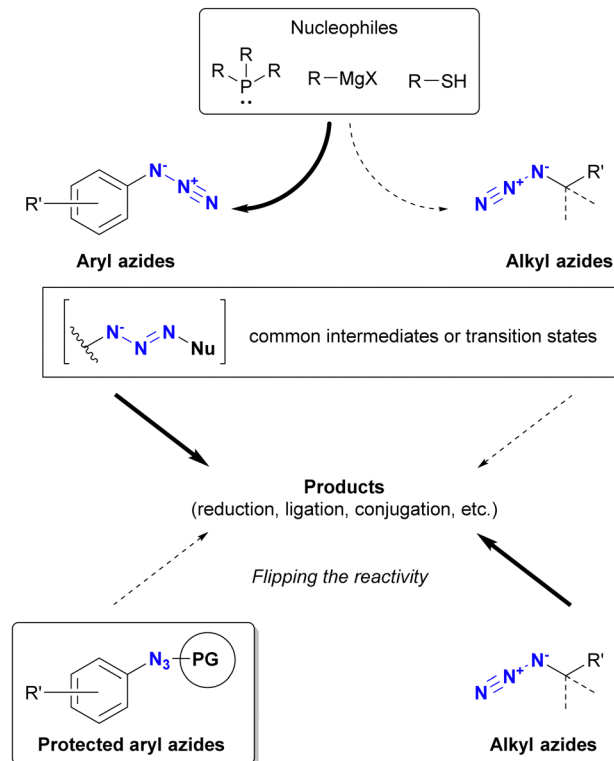 Nucleophiles
R
R R
P
R–MgX
R–SH
R'
N-
N+
N
N
N+
N-
R'
Aryl azides
Alkyl azides
N-
N
N
Nu
common intermediates or transition states
Products
(reduction, ligation, conjugation, etc.)
Flipping the reactivity
R'
N3
PG
N
N+
N-
R'
Protected aryl azides
Alkyl azides